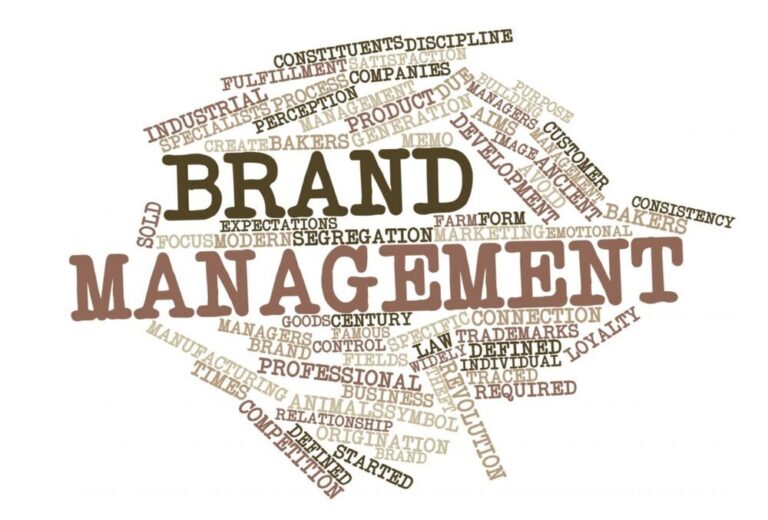 CONSTITUENTS DISCIPLINE
FULFILLMENT SATISFACTION
INDUSTRIAL PROCESS COMPANIES
SPECIALISTS PERCEPTION MANAGEMENT PRODUCT DUE BUILDING PURPOSE
MANAGERS
CREATE BAKERS GENERATION MEMO AIMS CUSTOMER
DEVELOPMENT IMAGE MANAGEMENT
ANCIENT
AVOID
BRAND
BAKERS CONSISTENCY
SOLD EXPECTATIONS FARM FORM
FOCUS MODERN SEGREGATION MARKETING EMOTIONAL
MANAGEMENT
GOODS CENTURY SPECIFIC CONNECTION
MANAGERS FAMOUS LAW TRADEMARKS LOYALTY
BRAND CONTROL WIDELY DEFINED
MANUFACTURING FIELDS INDIVIDUAL
PROFESSIONAL TRACED
TIMES BUSINESS THEFT REVOLUTION REQUIRED
ANIMALS SYMBOL
COMPETITION RELATIONSHIP
DEFINED ORIGINATION
STARTED BRAND